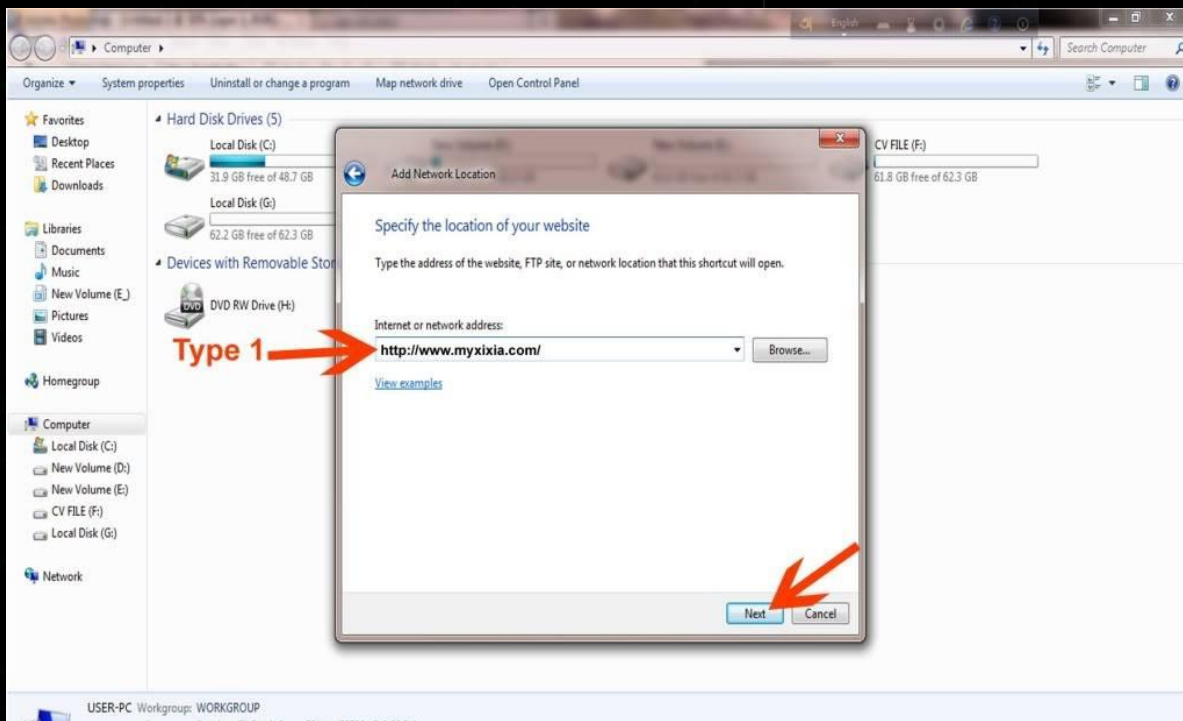 English
Computer
Search Computer
Organize
System properties
Uninstall or change a program
Map network drive
Open Control Panel
Favorites
Desktop
Recent Places
Downloads
Libraries
Documents
Music
New Volume (E_)
Pictures
Videos
Homegroup
Computer
Local Disk (C:)
New Volume (D:)
New Volume (E:)
CV FILE (F:)
Local Disk (G:)
Network
Hard Disk Drives (5)
Local Disk (C:)
31.9 GB free of 48.7 GB
Local Disk (G:)
62.2 GB free of 62.3 GB
CV FILE (F:)
61.8 GB free of 62.3 GB
Devices with Removable Stor
DVD
DVD RW Drive (H:)
Type 1
Add Network Location
Specify the location of your website
Type the address of the website, FTP site, or network location that this shortcut will open.
Internet or network address:
http://www.myxixia.com/
Browse...
View examples
Next
Cancel
USER-PC Workgroup: WORKGROUP